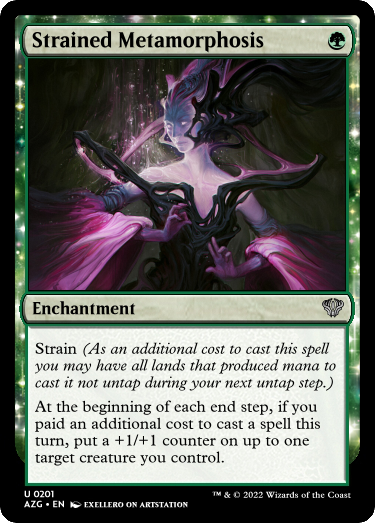 Strained Metamorphosis
Enchantment
Strain (As an additional cost to cast this spell
you may have all lands that produced mana to
cast it not untap during your next untap step.)
At the beginning of each end step, if you
paid an additional cost to cast a spell this
turn, put a +1/+1 counter on up to one
target creature you control.
U 0201
AZG • EN EXELLERO ON ARTSTATION
™ & © 2022 Wizards of the Coast